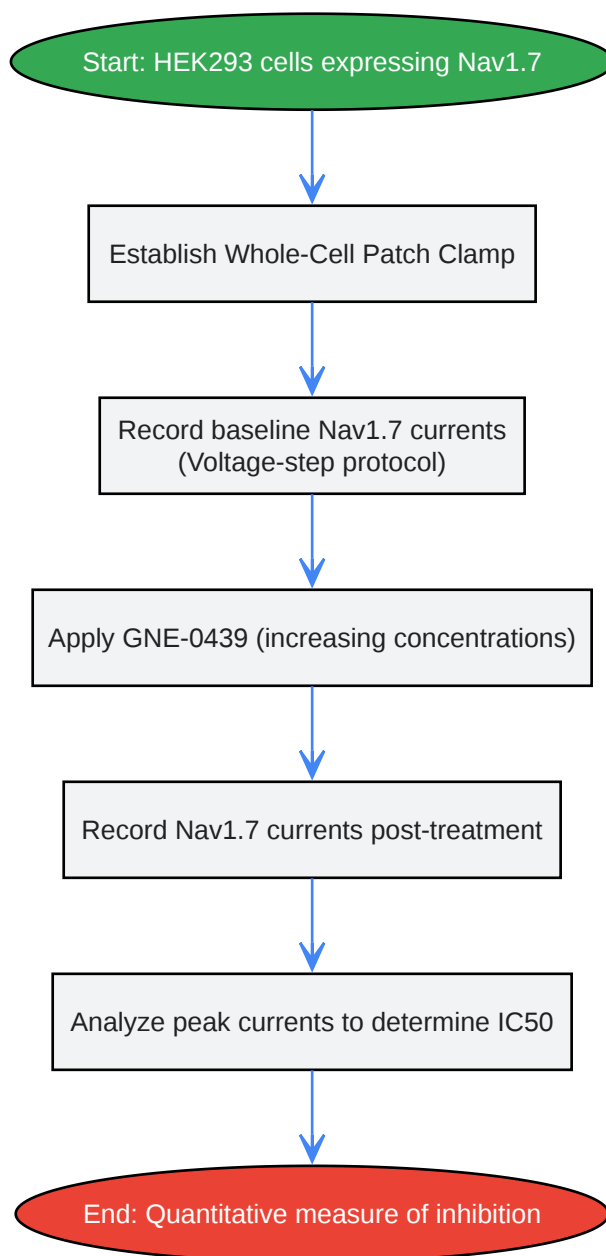 Start: HEK293 cells expressing Nav1.7
Establish Whole-Cell Patch Clamp
Record baseline Nav1.7 currents
(Voltage-step protocol)
Apply GNE-0439 (increasing concentrations)
Record Nav1.7 currents post-treatment
Analyze peak currents to determine IC50
End: Quantitative measure of inhibition